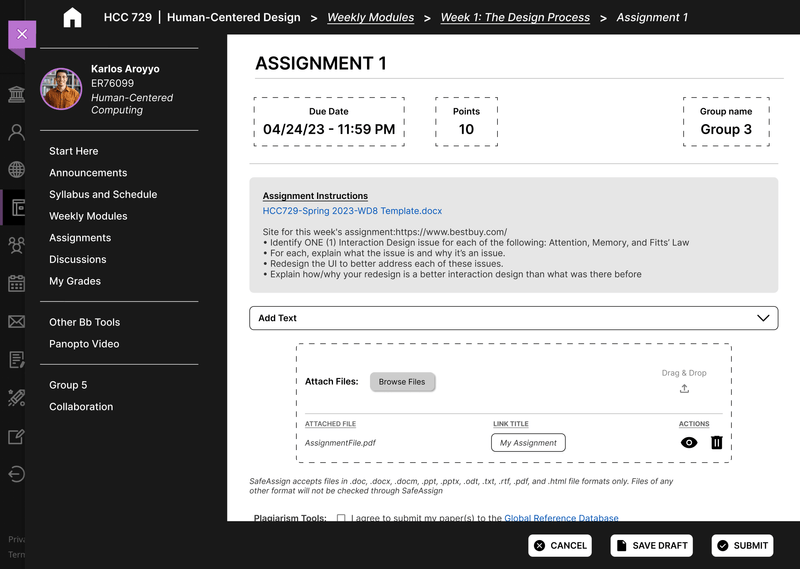 HCC 729 | Human-Centered Design > Weekly Modules > Week 1: The Design Process > Assignment 1
Karlos Aroyyo
ER76099
Human-Centered
Computing
Start Here
Announcements
Syllabus and Schedule
Weekly Modules
Assignments
Discussions
My Grades
Other Bb Tools
Panopto Video
Group 5
Collaboration
ASSIGNMENT 1
Due Date
04/24/23 - 11:59 PM
Points
10
Group name
Group 3
Assignment Instructions
HCC729-Spring 2023-WD8 Template.docx
Site for this week's assignment:https://www.bestbuy.com/
• Identify ONE (1) Interaction Design issue for each of the following: Attention, Memory, and Fitts' Law
• For each, explain what the issue is and why it's an issue.
• Redesign the UI to better address each of these issues.
• Explain how/why your redesign is a better interaction design than what was there before
Add Text
Attach Files:
Browse Files
Drag & Drop
ATTACHED FILE
LINK TITLE
ACTIONS
AssignmentFile.pdf
My Assignment
SafeAssign accepts files in .doc, .docx, .docm, .ppt, .pptx, .odt, .txt, .rtf, .pdf, and .html file formats only. Files of any
other format will not be checked through SafeAssign
Plagiarism Tools:
I agree to submit my paper(s) to the Global Reference Database
CANCEL
SAVE DRAFT
SUBMIT